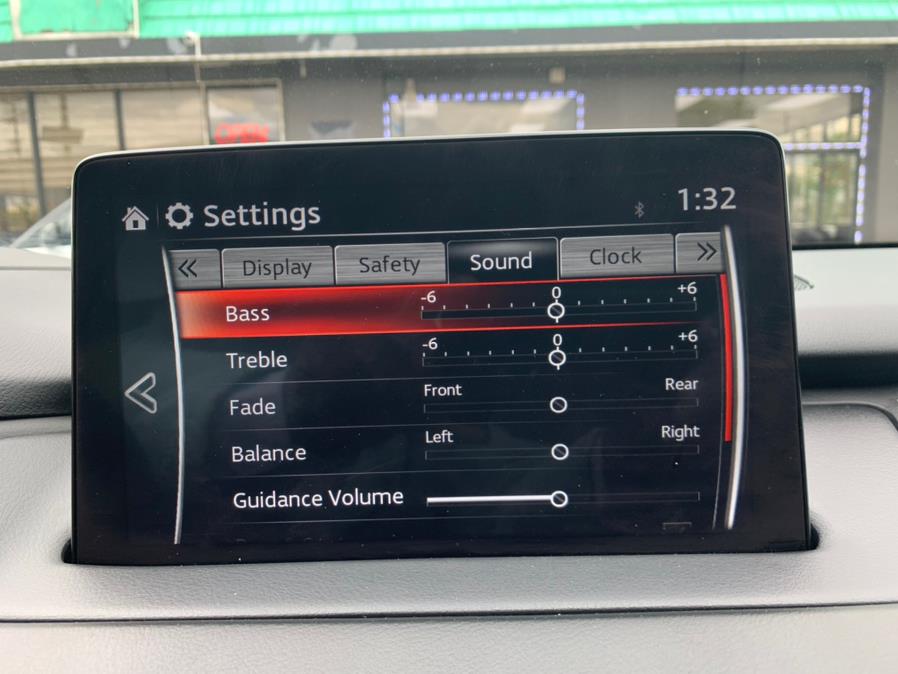 OPEN
Settings 1:32
Display Safety Sound Clock
Bass -6 0 +6
Treble -6 0 +6
Fade Front Rear
Balance Left Right
Guidance Volume